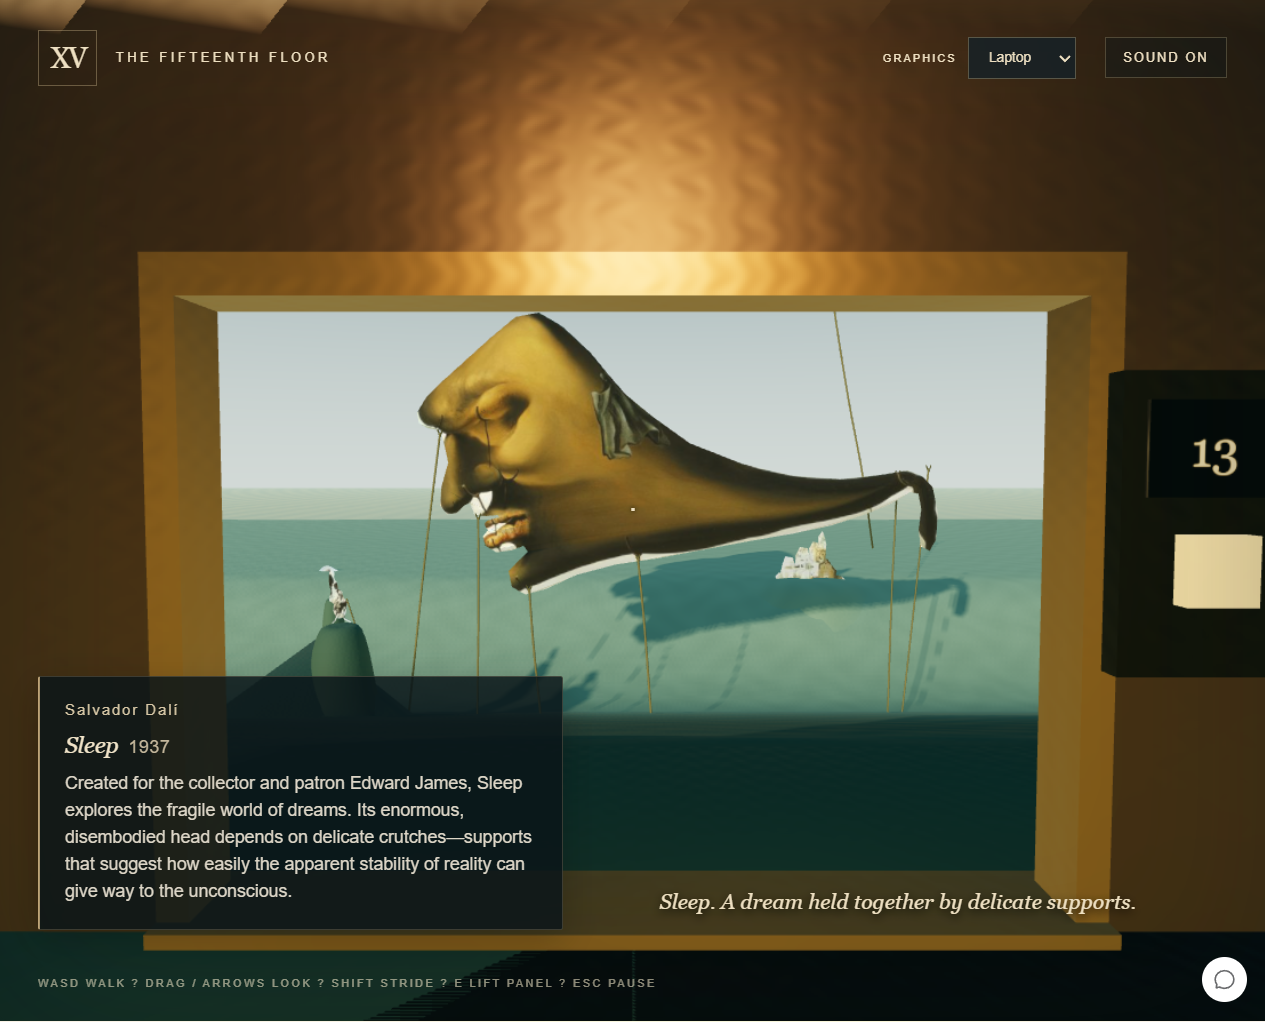 XV THE FIFTEENTH FLOOR
GRAPHICS Laptop SOUND ON
13
Salvador Dalí
Sleep 1937
Created for the collector and patron Edward James, Sleep
explores the fragile world of dreams. Its enormous,
disembodied head depends on delicate crutches—supports
that suggest how easily the apparent stability of reality can
give way to the unconscious.
Sleep. A dream held together by delicate supports.
WASD WALK ? DRAG / ARROWS LOOK ? SHIFT STRIDE ? E LIFT PANEL ? ESC PAUSE